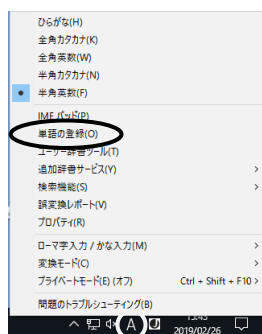 ひらがな(H)
全角カタカナ(K)
全角英数(W)
半角カタカナ(N)
半角英数(F)
IME パッド(P)
単語の登録(O)
ユーザー辞書ツール(T)
追加辞書サービス(Y)
検索機能(S)
誤変換レポート(V)
プロパティ(R)
ローマ字入力 / かな入力(M)
変換モード(C)
プライベートモード(E) (オフ) Ctrl + Shift + F10
問題のトラブルシューティング(B)
A
2019/02/26